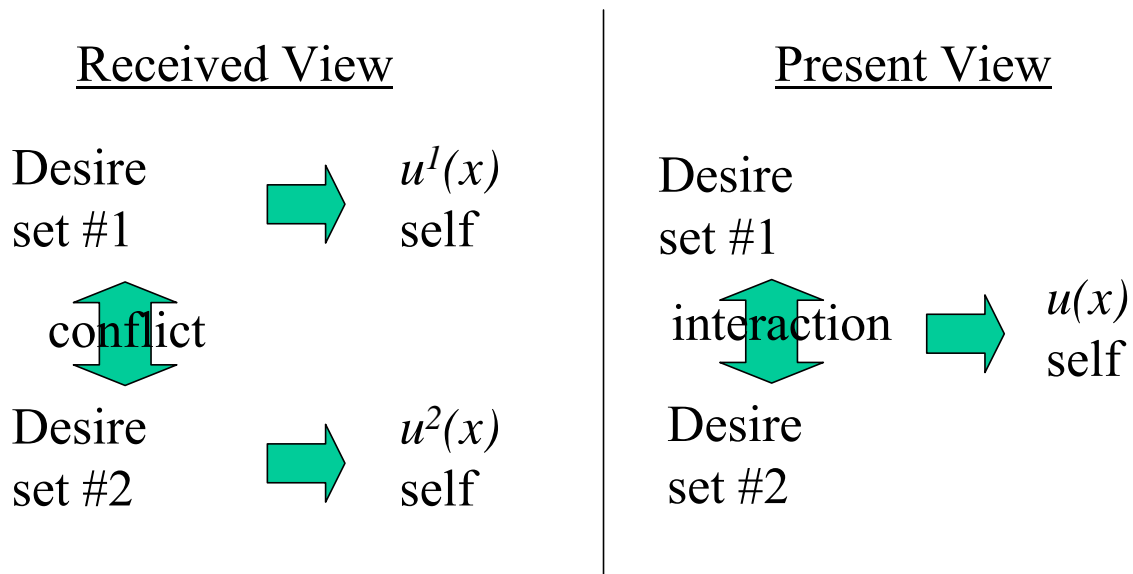 Received View
Desire
set #1
u¹(x)
self
conflict
Desire
set #2
u²(x)
self
Present View
Desire
set #1
interaction
u(x)
self
Desire
set #2